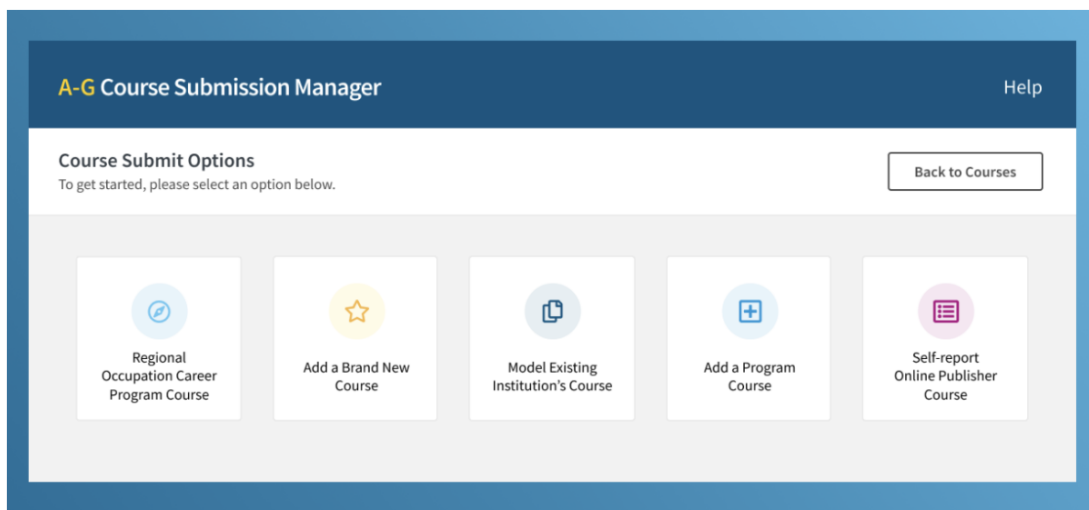 A-G Course Submission Manager
Help
Course Submit Options
To get started, please select an option below.
Back to Courses
Regional
Occupation Career
Program Course
Add a Brand New
Course
Model Existing
Institution's Course
Add a Program
Course
Self-report
Online Publisher
Course